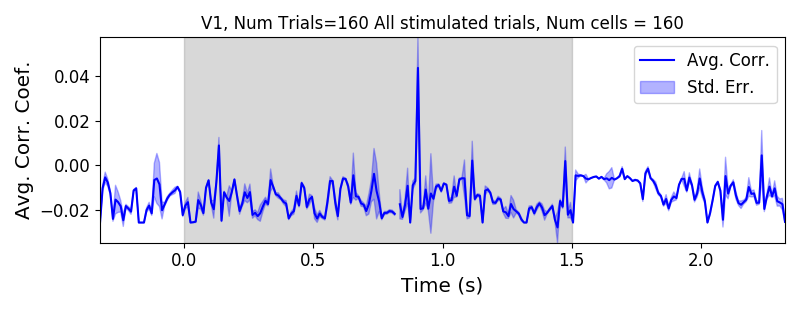 V1, Num Trials=160 All stimulated trials, Num cells = 160
Avg. Corr. Coef.
0.04
0.02
0.00
−0.02
Avg. Corr.
Std. Err.
0.0 0.5 1.0 1.5 2.0
Time (s)